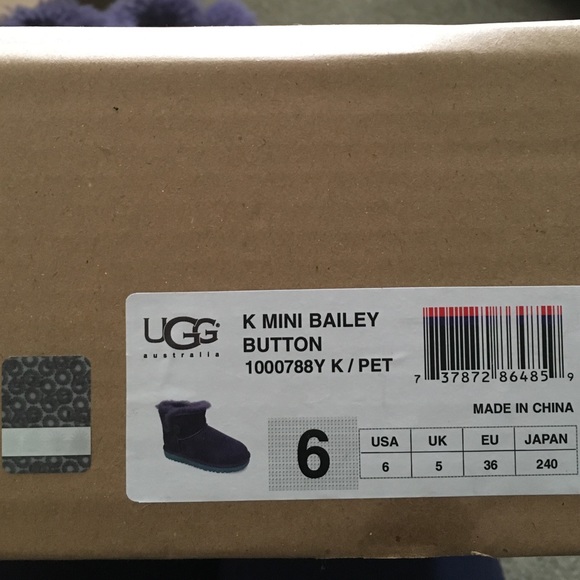 UGG
australia
K MINI BAILEY
BUTTON
1000788Y K / PET
7 37872 86485 9
MADE IN CHINA
6
USA UK EU JAPAN
6 5 36 240